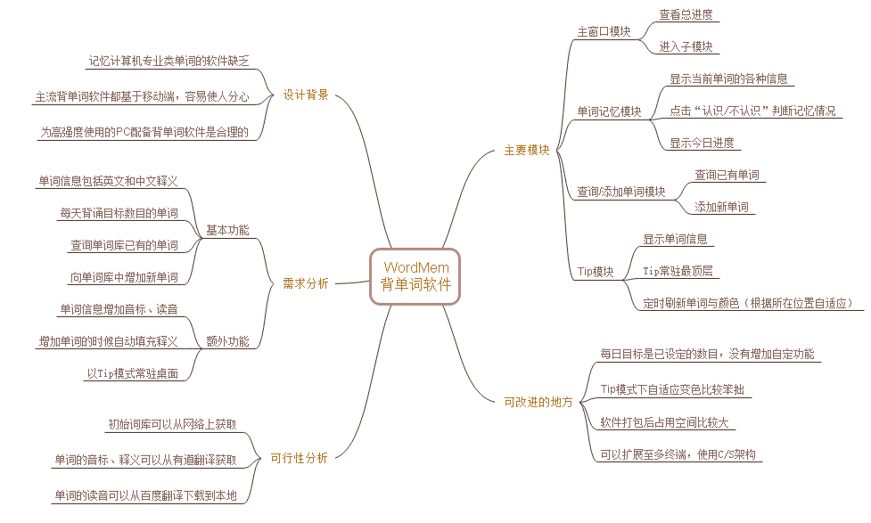 WordMem
背单词软件
设计背景
记忆计算机专业类单词的软件缺乏
主流背单词软件都基于移动端，容易使人分心
为高强度使用的PC配备背单词软件是合理的
需求分析
基本功能
单词信息包括英文和中文释义
每天背诵目标数目的单词
查询单词库已有的单词
向单词库中增加新单词
额外功能
单词信息增加音标、读音
增加单词的时候自动填充释义
以Tip模式常驻桌面
可行性分析
初始词库可以从网络上获取
单词的音标、释义可以从有道翻译获取
单词的读音可以从百度翻译下载到本地
主要模块
主窗口模块
查看总进度
进入子模块
单词记忆模块
显示当前单词的各种信息
点击“认识/不认识”判断记忆情况
显示今日进度
查询/添加单词模块
查询已有单词
添加新单词
Tip模块
显示单词信息
Tip常驻最顶层
定时刷新单词与颜色（根据所在位置自适应）
可改进的地方
每日目标是已设定的数目，没有增加自定功能
Tip模式下自适应变色比较笨拙
软件打包后占用空间比较大
可以扩展至多终端，使用C/S架构